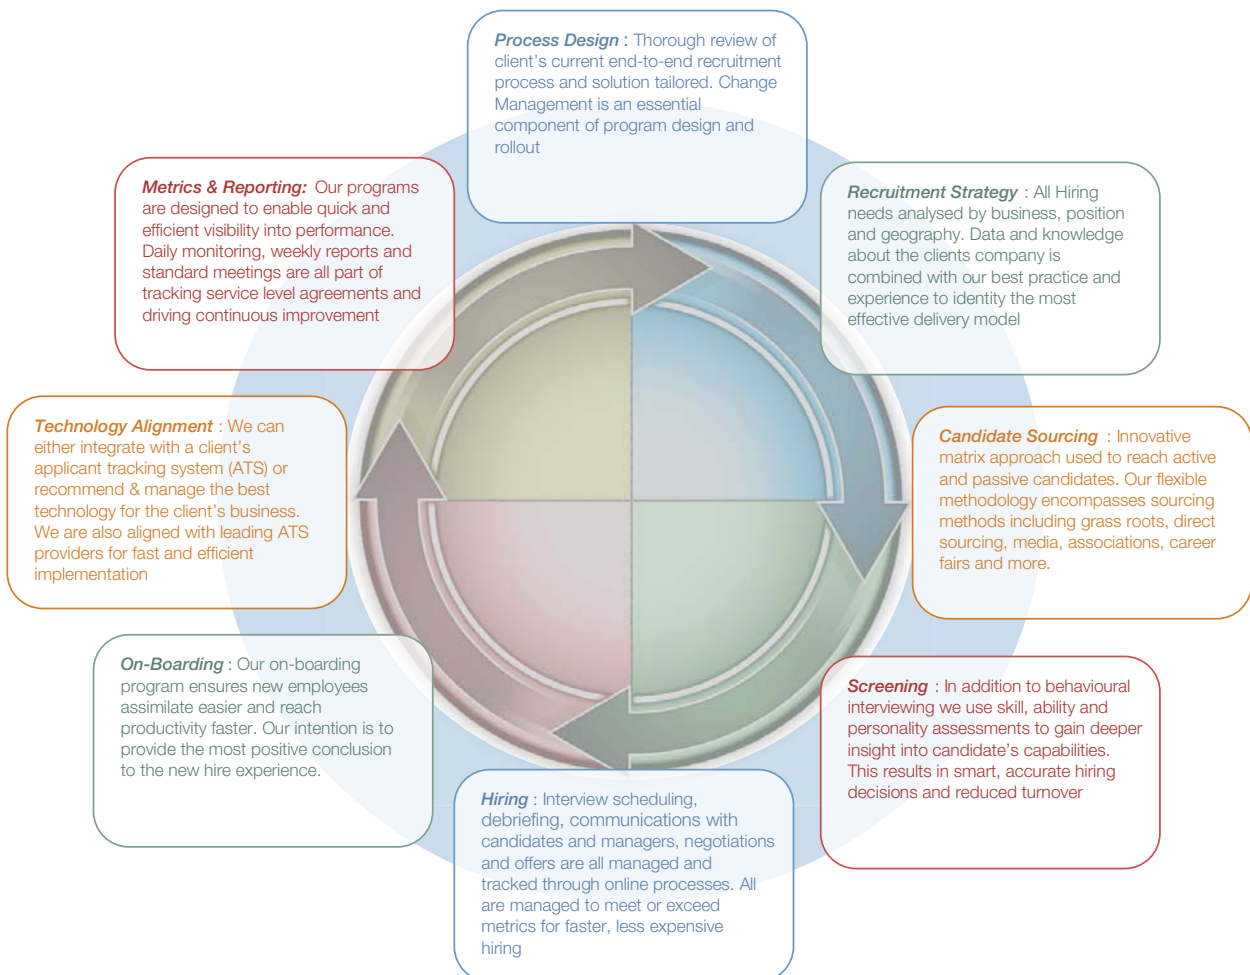 Process Design : Thorough review of
client's current end-to-end recruitment
process and solution tailored. Change
Management is an essential
component of program design and
rollout
Recruitment Strategy : All Hiring
needs analysed by business, position
and geography. Data and knowledge
about the clients company is
combined with our best practice and
experience to identity the most
effective delivery model
Candidate Sourcing : Innovative
matrix approach used to reach active
and passive candidates. Our flexible
methodology encompasses sourcing
methods including grass roots, direct
sourcing, media, associations, career
fairs and more.
Screening : In addition to behavioural
interviewing we use skill, ability and
personality assessments to gain deeper
insight into candidate's capabilities.
This results in smart, accurate hiring
decisions and reduced turnover
Hiring : Interview scheduling,
debriefing, communications with
candidates and managers, negotiations
and offers are all managed and
tracked through online processes. All
are managed to meet or exceed
metrics for faster, less expensive
hiring
On-Boarding : Our on-boarding
program ensures new employees
assimilate easier and reach
productivity faster. Our intention is to
provide the most positive conclusion
to the new hire experience.
Technology Alignment : We can
either integrate with a client's
applicant tracking system (ATS) or
recommend & manage the best
technology for the client's business.
We are also aligned with leading ATS
providers for fast and efficient
implementation
Metrics & Reporting: Our programs
are designed to enable quick and
efficient visibility into performance.
Daily monitoring, weekly reports and
standard meetings are all part of
tracking service level agreements and
driving continuous improvement